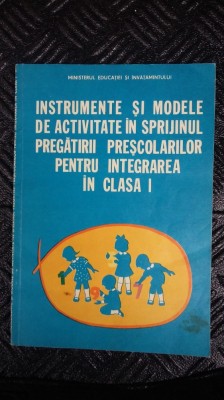 MINISTERUL EDUCAȚIEI ȘI ÎNVĂȚĂMÎNTULUI
INSTRUMENTE ȘI MODELE
DE ACTIVITATE ÎN SPRIJINUL
PREGĂTIRII PREȘCOLARILOR
PENTRU INTEGRAREA
ÎN CLASA I